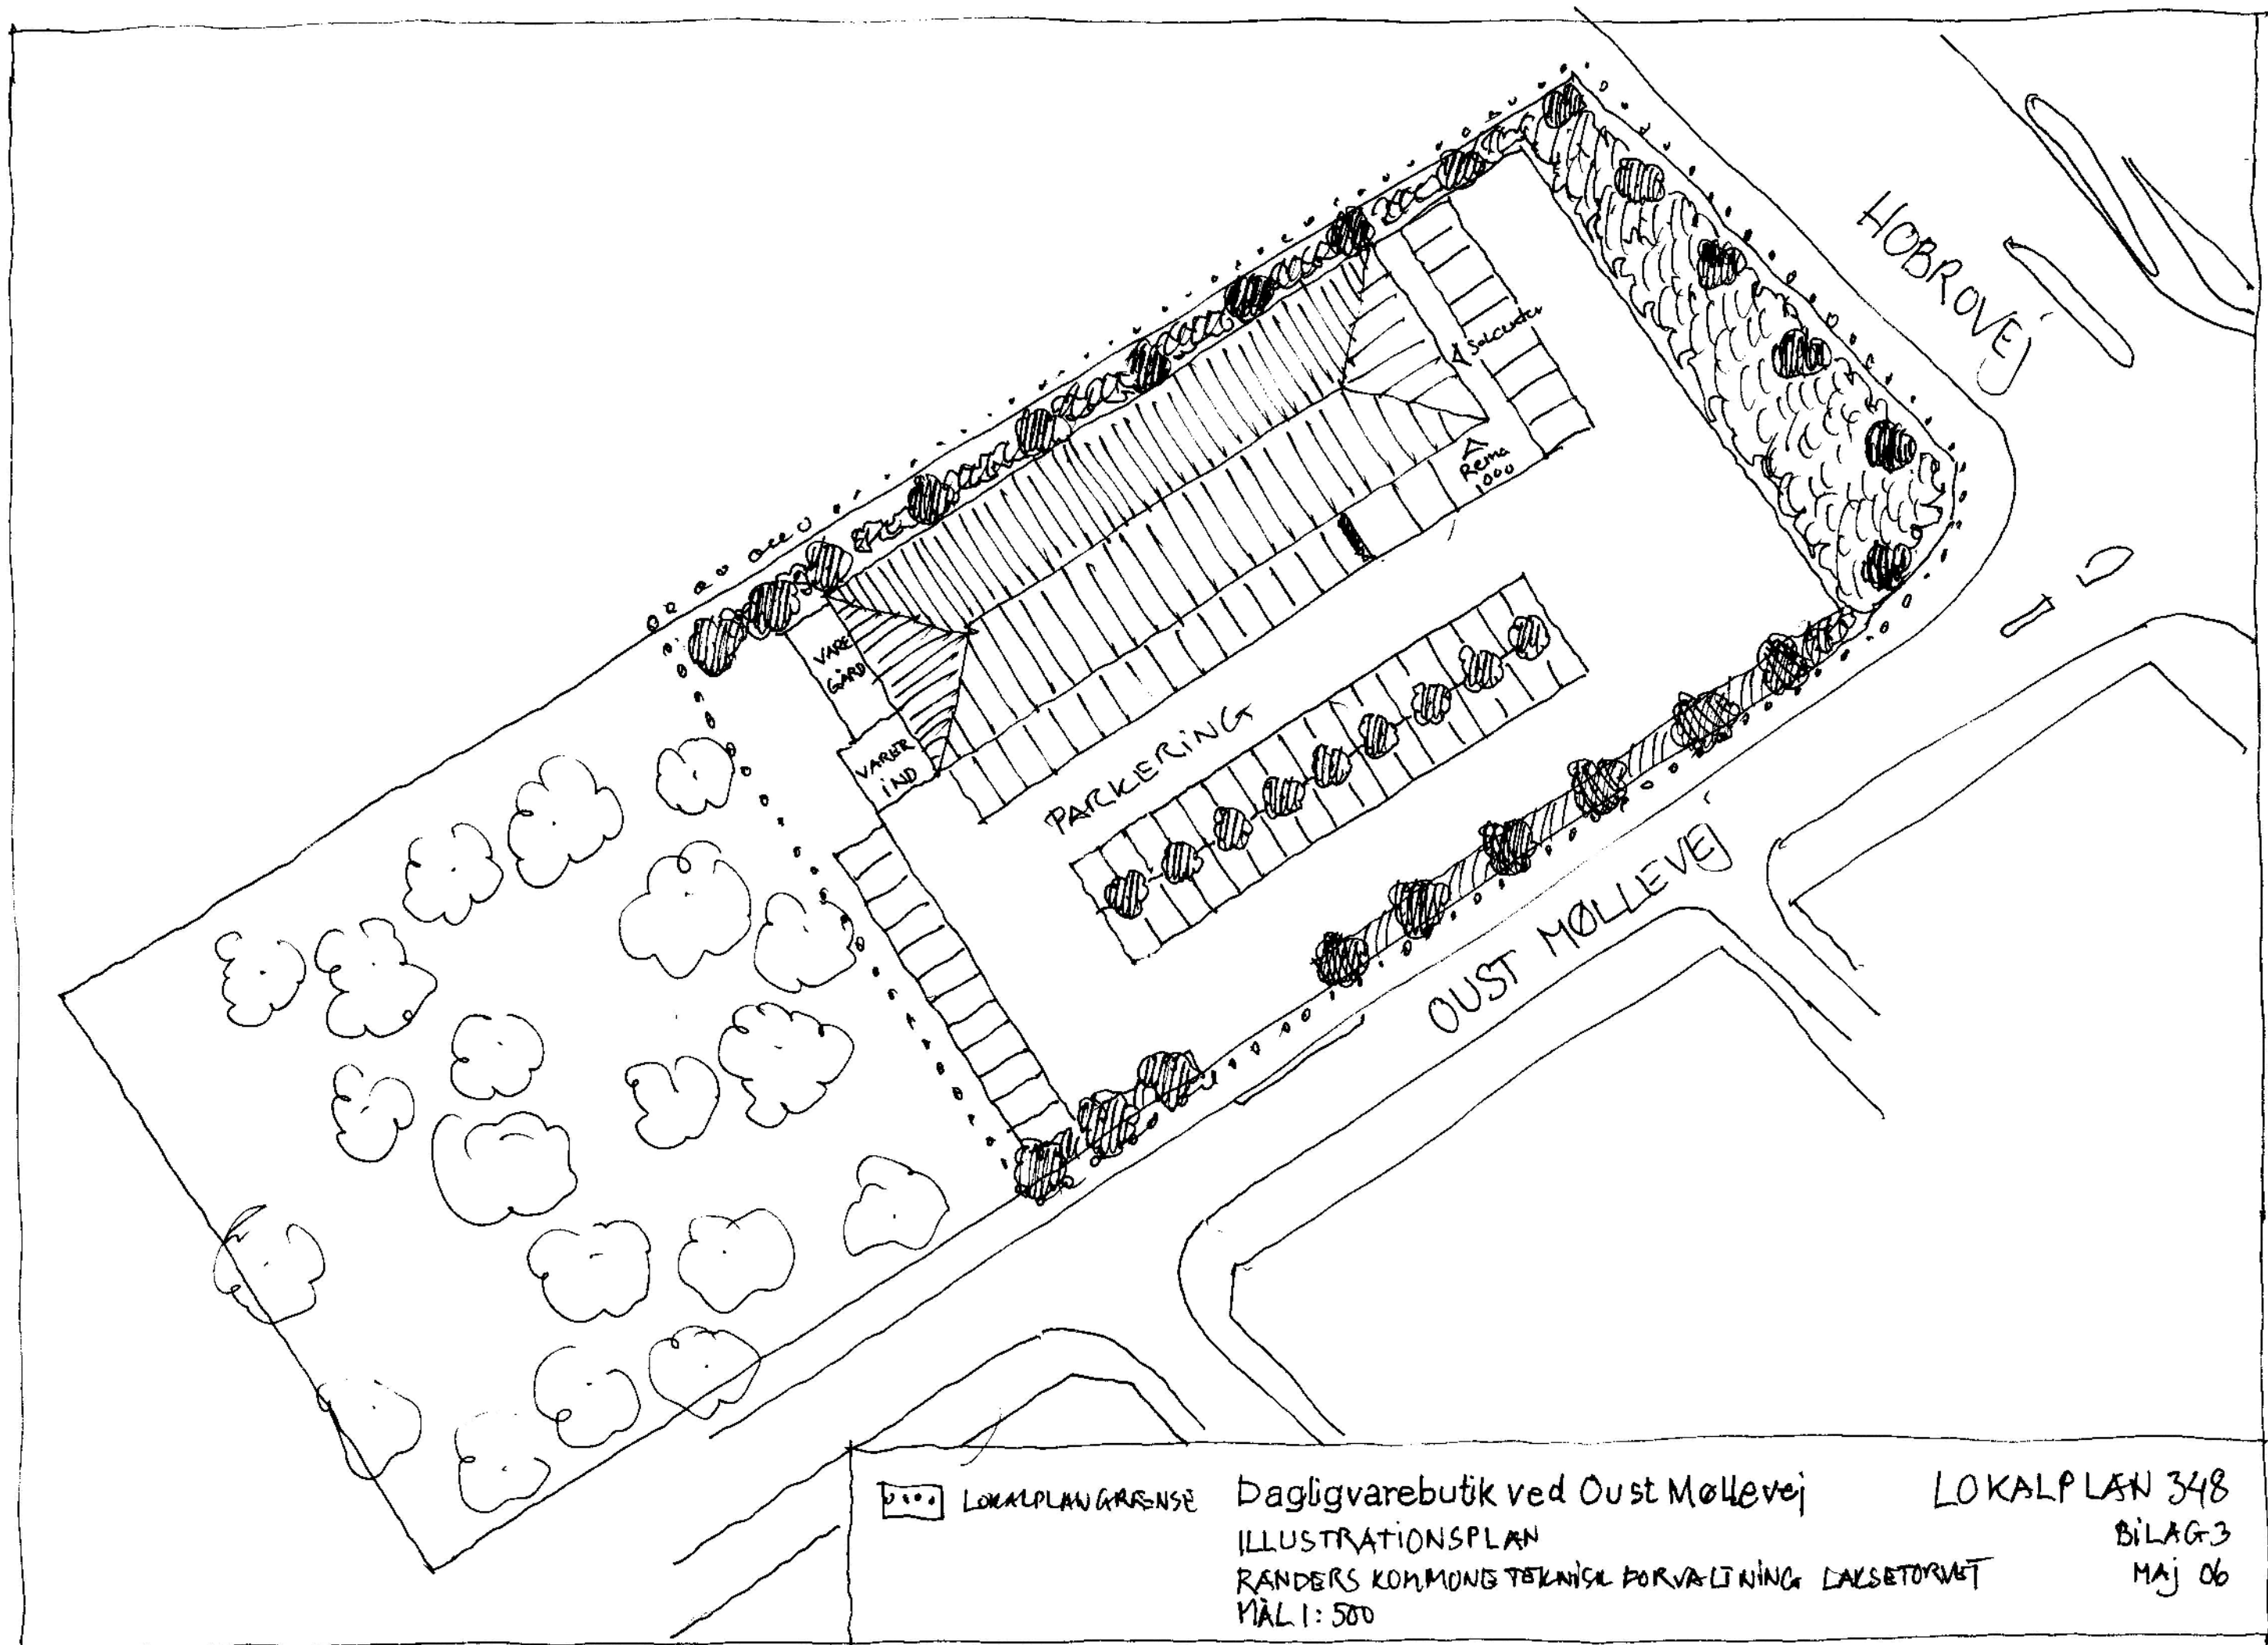 HOBROVEJ
Solcenter
Rema
1000
VARE
GÅRD
VARER
IND
PARKERING
OUST MØLLEVEJ
LOKALPLANGRÆNSE
Dagligvarebutik ved Oust Møllevej
ILLUSTRATIONSPLAN
RANDERS KOMMUNE TEKNISK FORVALTNING LAKSETORVET
MÅL 1:500
LOKALPLAN 348
BILAG 3
MAJ 06